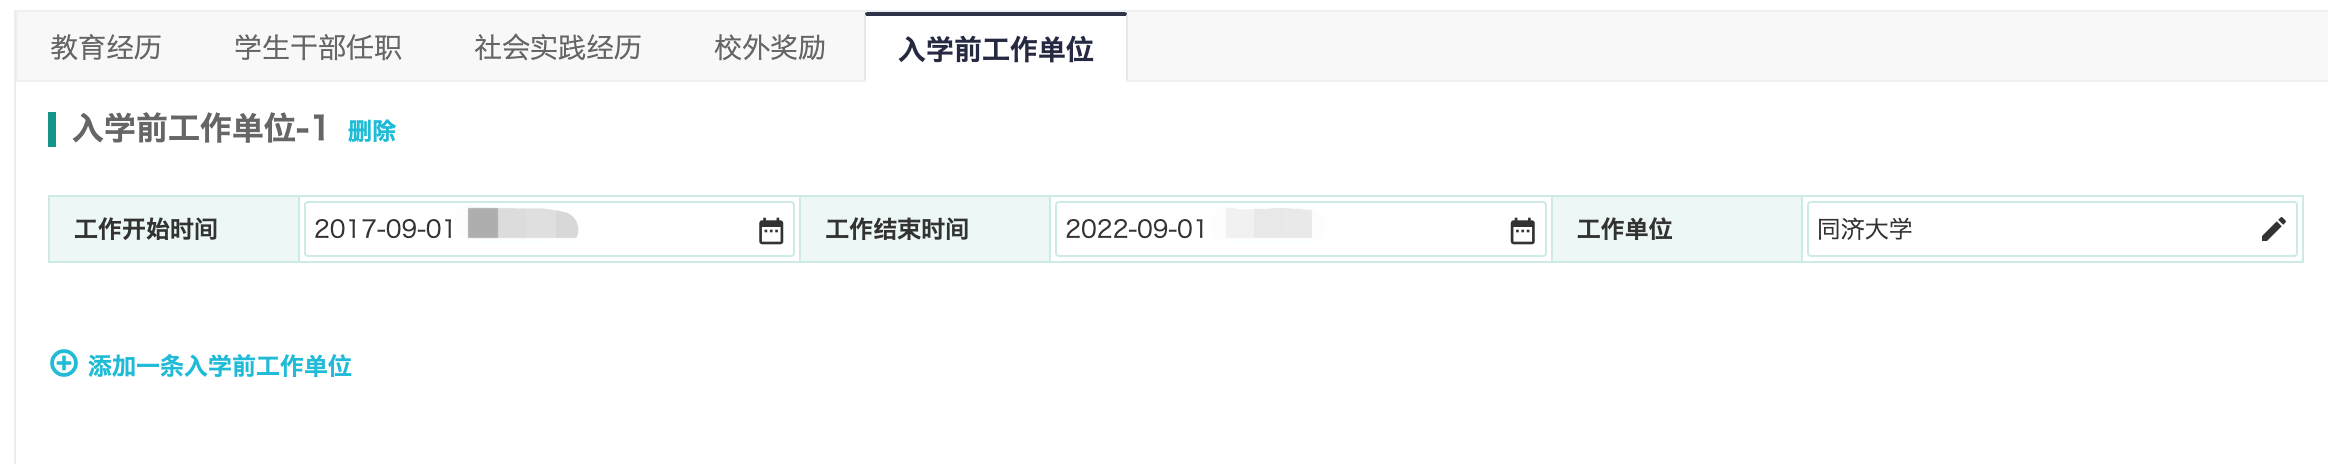 教育经历 学生干部任职 社会实践经历 校外奖励 入学前工作单位
入学前工作单位-1 删除
工作开始时间 2017-09-01 工作结束时间 2022-09-01 工作单位 同济大学
添加一条入学前工作单位